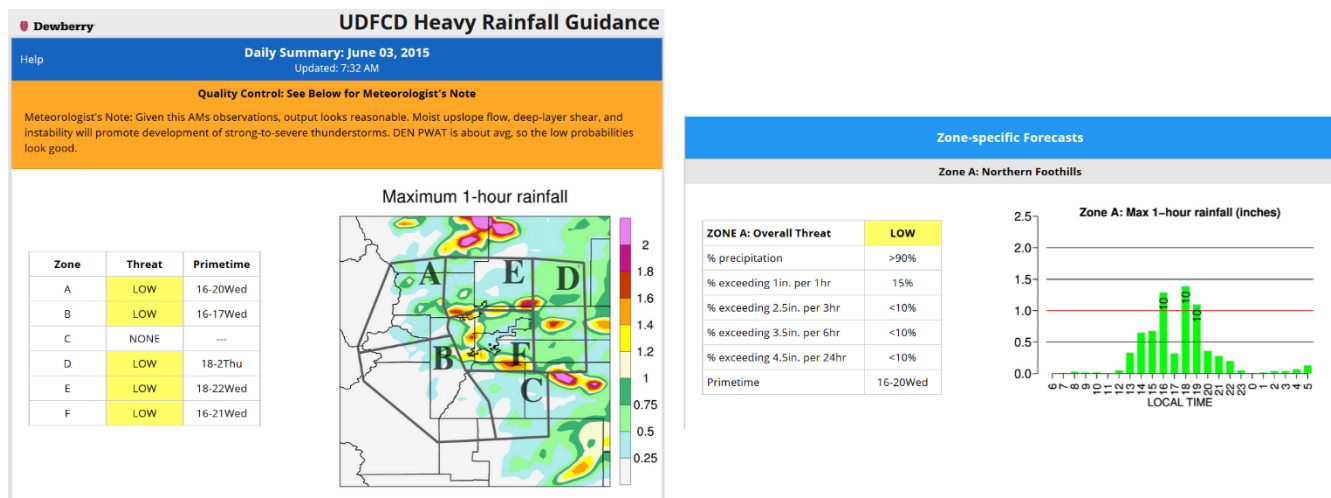 Dewberry
UDFCD Heavy Rainfall Guidance
Help
Daily Summary: June 03, 2015
Updated: 7:32 AM
Quality Control: See Below for Meteorologist's Note
Meteorologist's Note: Given this AMs observations, output looks reasonable. Moist upslope flow, deep-layer shear, and
instability will promote development of strong-to-severe thunderstorms. DEN PWAT is about avg, so the low probabilities
look good.
Zone Threat Primetime
A LOW 16-20Wed
B LOW 16-17Wed
C NONE ---
D LOW 18-2Thu
E LOW 18-22Wed
F LOW 16-21Wed
Maximum 1-hour rainfall
A
E
D
B
F
C
2
1.8
1.6
1.4
1.2
1
0.75
0.5
0.25
Zone-specific Forecasts
Zone A: Northern Foothills
ZONE A: Overall Threat LOW
% precipitation >90%
% exceeding 1in. per 1hr 15%
% exceeding 2.5in. per 3hr <10%
% exceeding 3.5in. per 6hr <10%
% exceeding 4.5in. per 24hr <10%
Primetime 16-20Wed
Zone A: Max 1-hour rainfall (inches)
2.5
2.0
1.5
1.0
0.5
0.0
10
10
10
6 7 8 9 10 11 12 13 14 15 16 17 18 19 20 21 22 23 0 1 2 3 4 5
LOCAL TIME